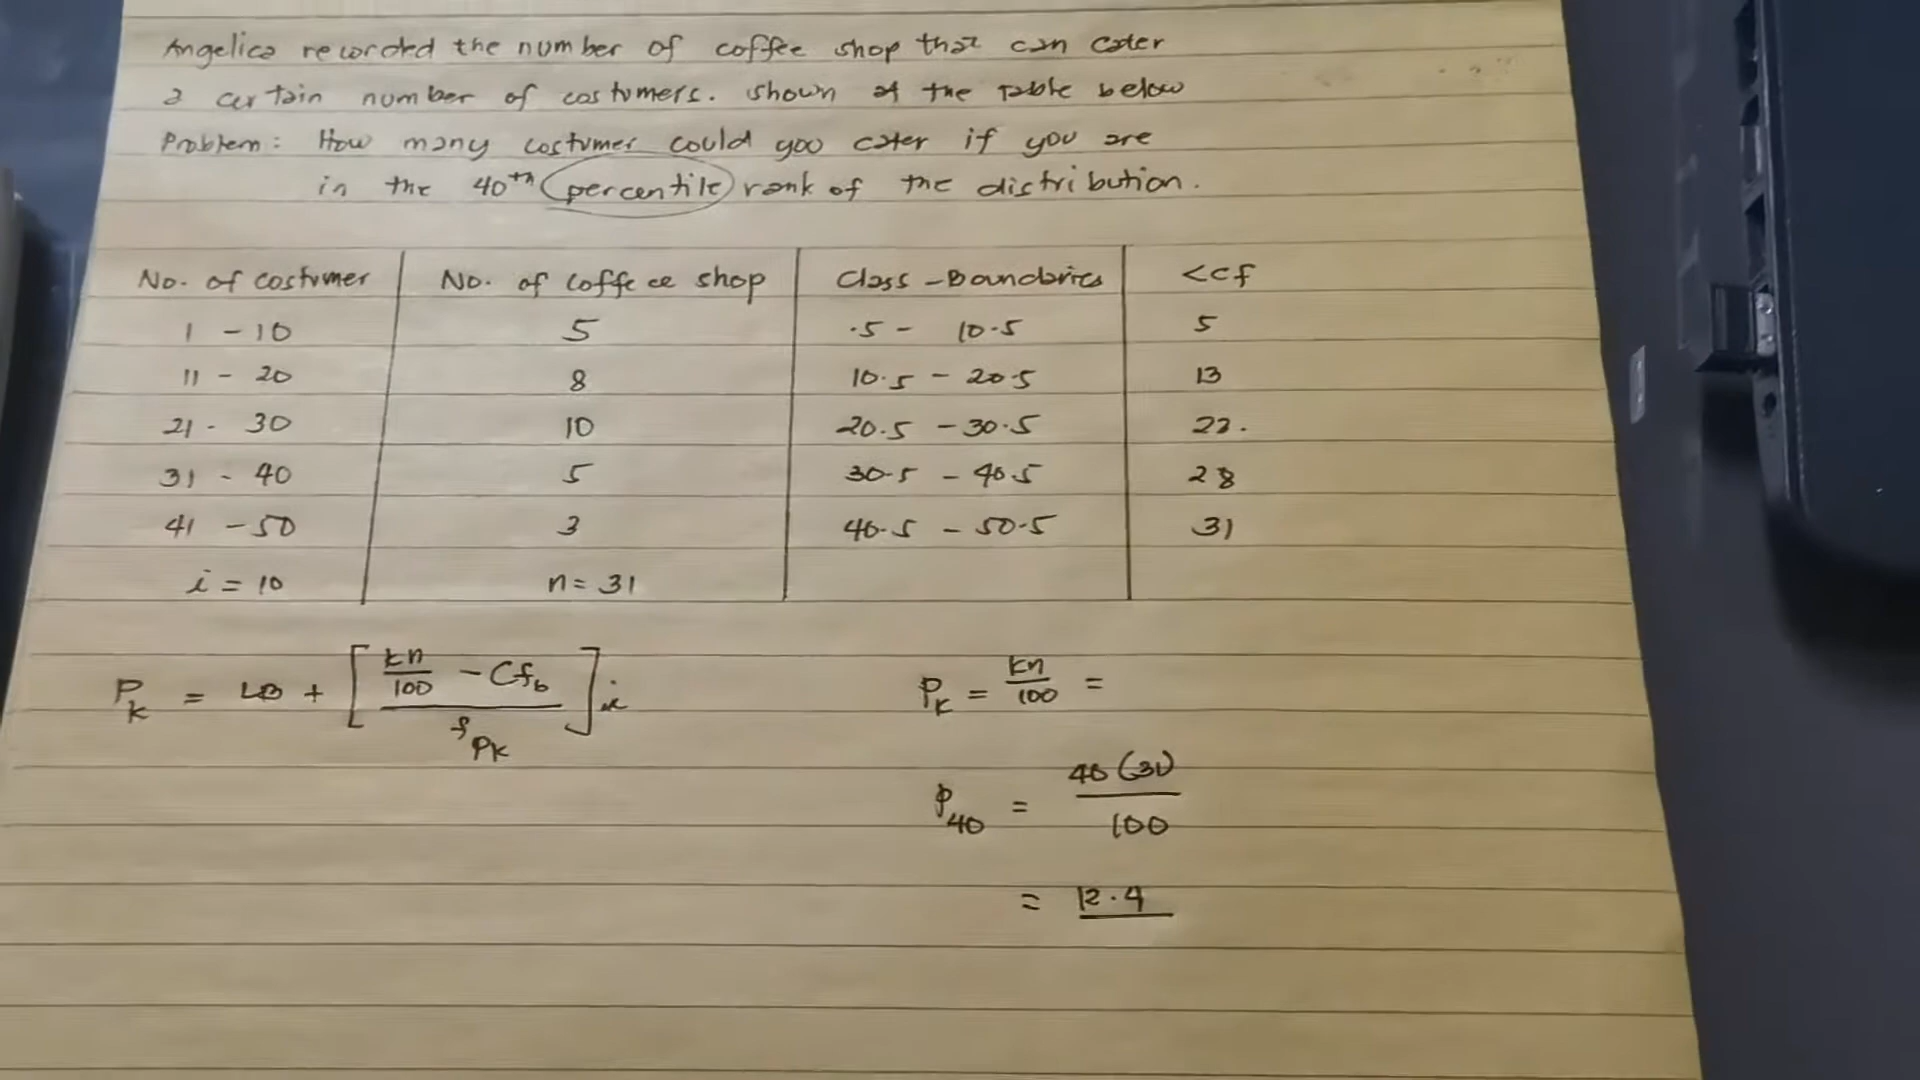 Angelica recorded the number of coffee shop that can cater
a certain number of costumers. shown at the table below
Problem: How many costumer could you cater if you are
in the 40th percentile rank of the distribution.
No. of costumer No. of Coffeee shop Class - Boundaries <cf
1 - 10 5 .5 - 10.5 5
11 - 20 8 10.5 - 20.5 13
21 - 30 10 20.5 - 30.5 23.
31 - 40 5 30.5 - 40.5 28
41 - 50 3 40.5 - 50.5 31
i = 10 n = 31
Pk = LB + [ kn/100 - Cfb / fPk ] i
Pk = kn/100 =
P40 = 40(31)/100
= 12.4